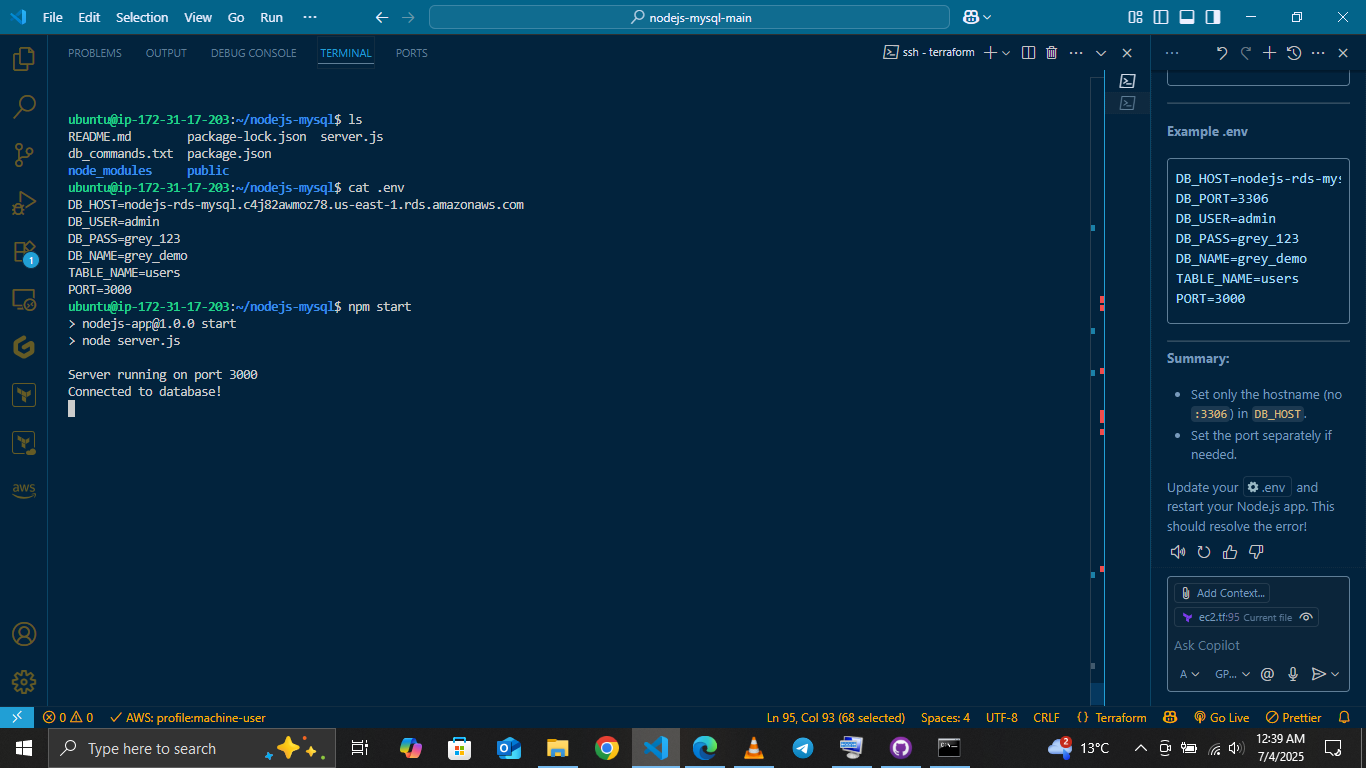 File Edit Selection View Go Run ···
nodejs-mysql-main
PROBLEMS OUTPUT DEBUG CONSOLE TERMINAL PORTS
ssh - terraform
ubuntu@ip-172-31-17-203:~/nodejs-mysql$ ls
README.md package-lock.json server.js
db_commands.txt package.json
node_modules public
ubuntu@ip-172-31-17-203:~/nodejs-mysql$ cat .env
DB_HOST=nodejs-rds-mysql.c4j82awmoz78.us-east-1.rds.amazonaws.com
DB_USER=admin
DB_PASS=grey_123
DB_NAME=grey_demo
TABLE_NAME=users
PORT=3000
ubuntu@ip-172-31-17-203:~/nodejs-mysql$ npm start
> nodejs-app@1.0.0 start
> node server.js
Server running on port 3000
Connected to database!
Example .env
DB_HOST=nodejs-rds-mys
DB_PORT=3306
DB_USER=admin
DB_PASS=grey_123
DB_NAME=grey_demo
TABLE_NAME=users
PORT=3000
Summary:
• Set only the hostname (no
:3306) in DB_HOST.
• Set the port separately if
needed.
Update your .env and
restart your Node.js app. This
should resolve the error!
Add Context...
ec2.tf:95 Current file
Ask Copilot
A GP...
1
aws
0 0 AWS: profile:machine-user
Ln 95, Col 93 (68 selected) Spaces: 4 UTF-8 CRLF {} Terraform Go Live Prettier
Type here to search
2
13°C
12:39 AM
7/4/2025